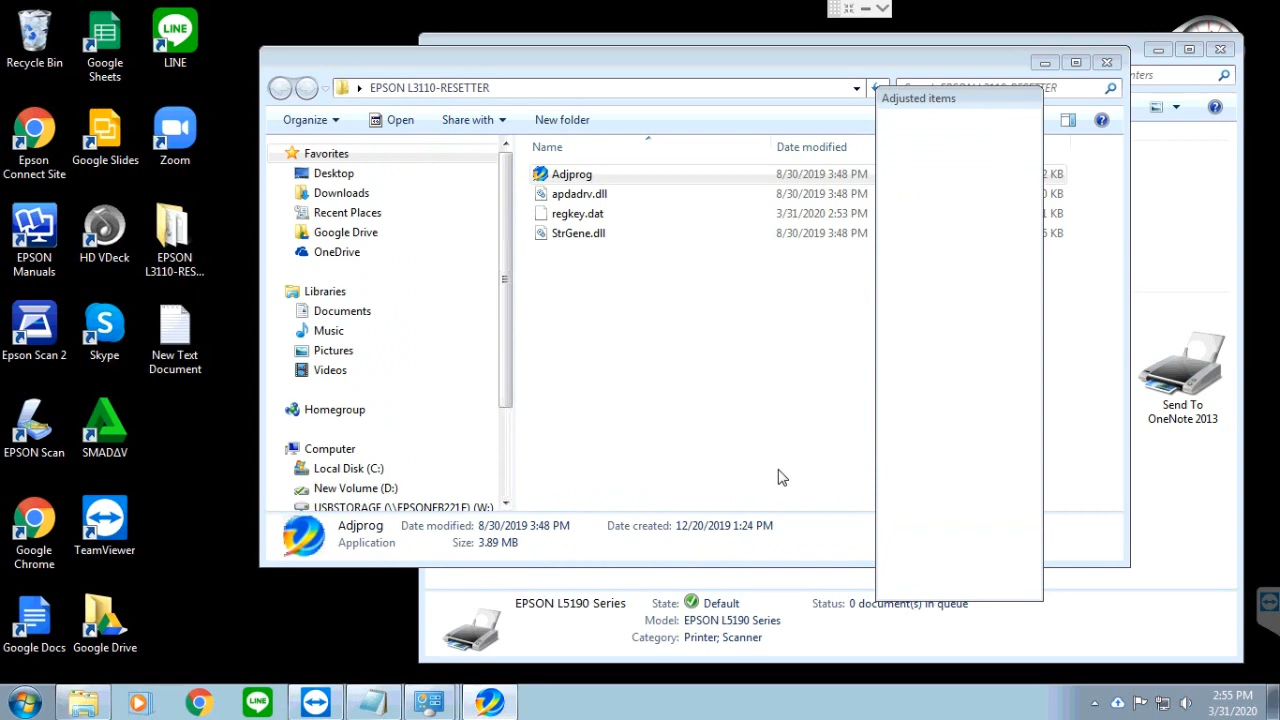 Recycle Bin
Google
Sheets
LINE
Epson
Connect Site
Google Slides
Zoom
EPSON
Manuals
HD VDeck
EPSON
L3110-RES...
Epson Scan 2
Skype
New Text
Document
EPSON Scan
SMADΔV
Google
Chrome
TeamViewer
Google Docs
Google Drive
EPSON L3110-RESETTER
Organize
Open
Share with
New folder
Favorites
Desktop
Downloads
Recent Places
Google Drive
OneDrive
Libraries
Documents
Music
Pictures
Videos
Homegroup
Computer
Local Disk (C:)
New Volume (D:)
USBSTORAGE (\\EPSONEB221F) (W:)
Name
Date modified
Adjprog
8/30/2019 3:48 PM
KB
apdadrv.dll
8/30/2019 3:48 PM
KB
regkey.dat
3/31/2020 2:53 PM
KB
StrGene.dll
8/30/2019 3:48 PM
KB
Adjusted items
Adjprog
Date modified: 8/30/2019 3:48 PM
Date created: 12/20/2019 1:24 PM
Application
Size: 3.89 MB
Send To
OneNote 2013
EPSON L5190 Series
State:
Default
Status: 0 document(s) in queue
Model: EPSON L5190 Series
Category: Printer; Scanner
LINE
2:55 PM
3/31/2020